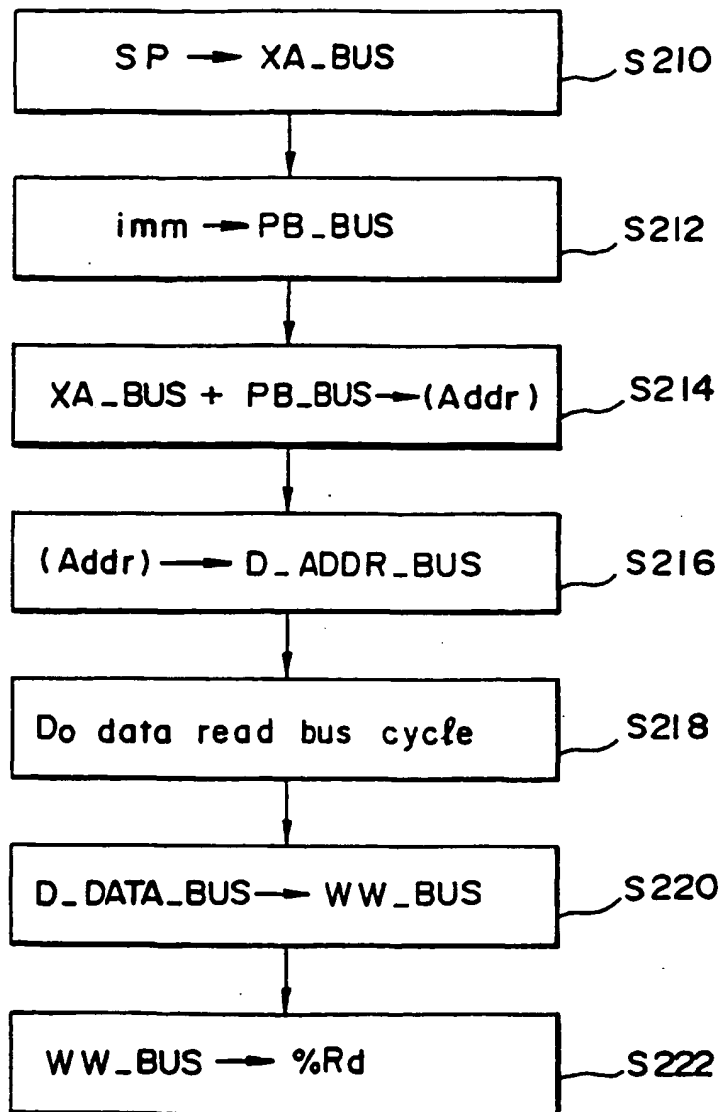 SP → XA_BUS
S210
imm → PB_BUS
S212
XA_BUS + PB_BUS → (Addr)
S214
(Addr) → D_ADDR_BUS
S216
Do data read bus cycle
S218
D_DATA_BUS → WW_BUS
S220
WW_BUS → %Rd
S222